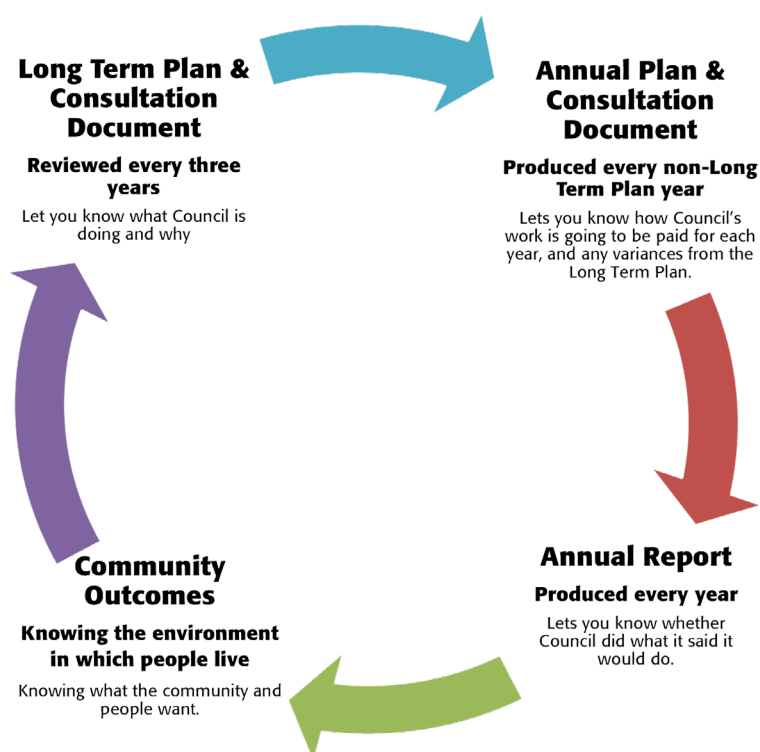 Long Term Plan &
Consultation
Document
Reviewed every three
years
Let you know what Council is
doing and why
Annual Plan &
Consultation
Document
Produced every non-Long
Term Plan year
Lets you know how Council's
work is going to be paid for each
year, and any variances from the
Long Term Plan.
Annual Report
Produced every year
Lets you know whether
Council did what it said it
would do.
Community
Outcomes
Knowing the environment
in which people live
Knowing what the community and
people want.